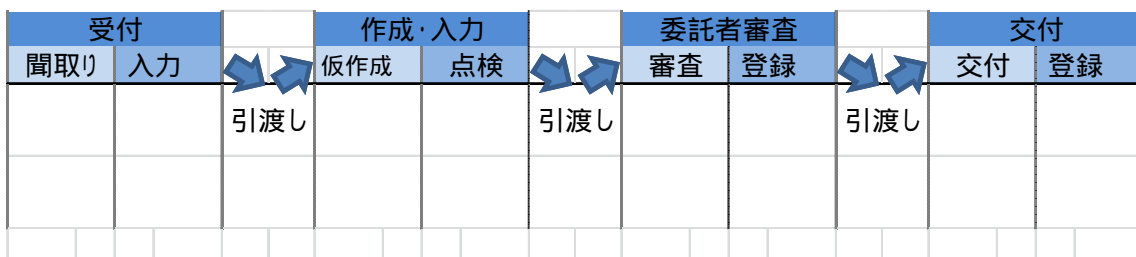 受付 作成・入力 委託者審査 交付
聞取り 入力 仮作成 点検 審査 登録 交付 登録
引渡し 引渡し 引渡し